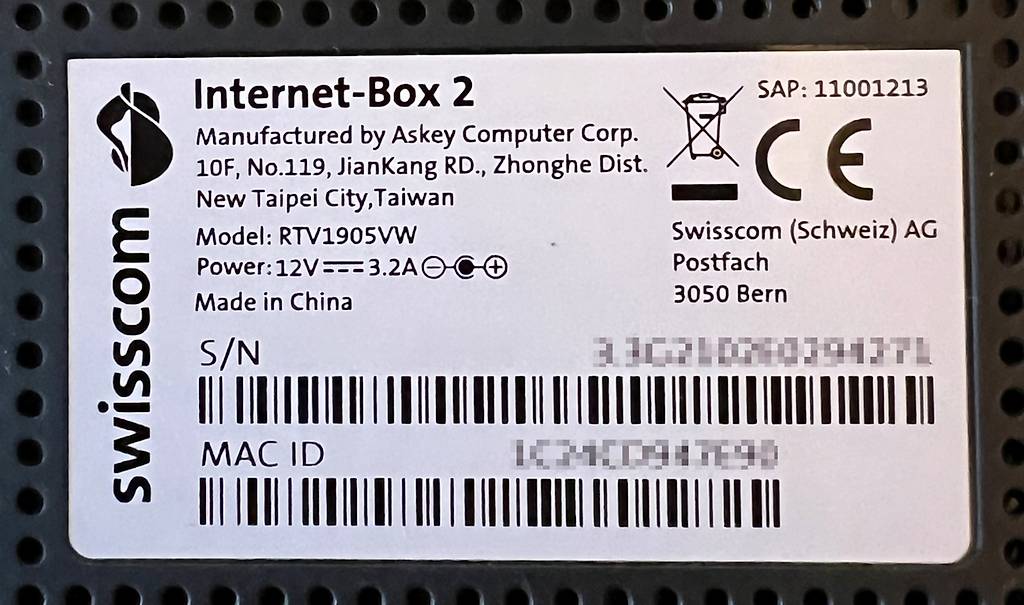 swisscom
Internet-Box 2
Manufactured by Askey Computer Corp.
10F, No.119, JianKang RD., Zhonghe Dist.
New Taipei City,Taiwan
Model: RTV1905VW
Power: 12V 3.2A
Made in China
SAP: 11001213
CE
Swisscom (Schweiz) AG
Postfach
3050 Bern
S/N
MAC ID